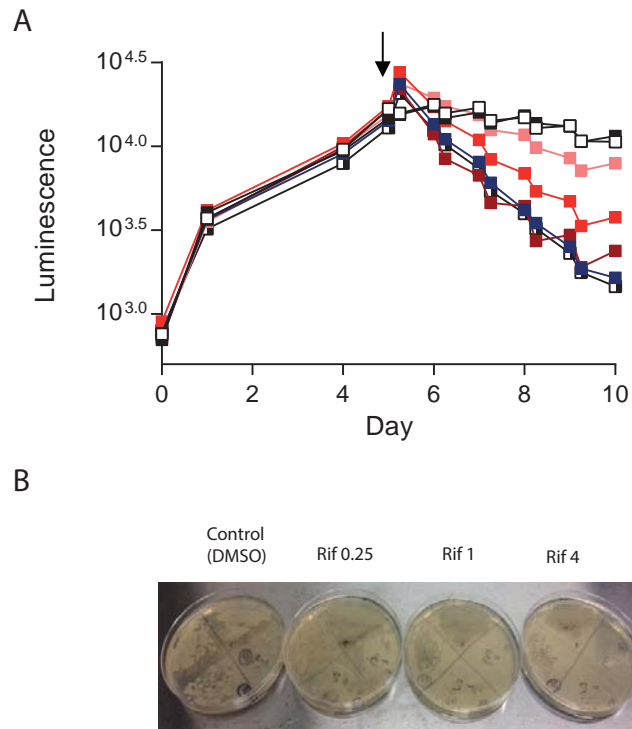 A
10^4.5
10^4.0
10^3.5
10^3.0
Luminescence
0 2 4 6 8 10
Day
B
Control
(DMSO)
Rif 0.25
Rif 1
Rif 4